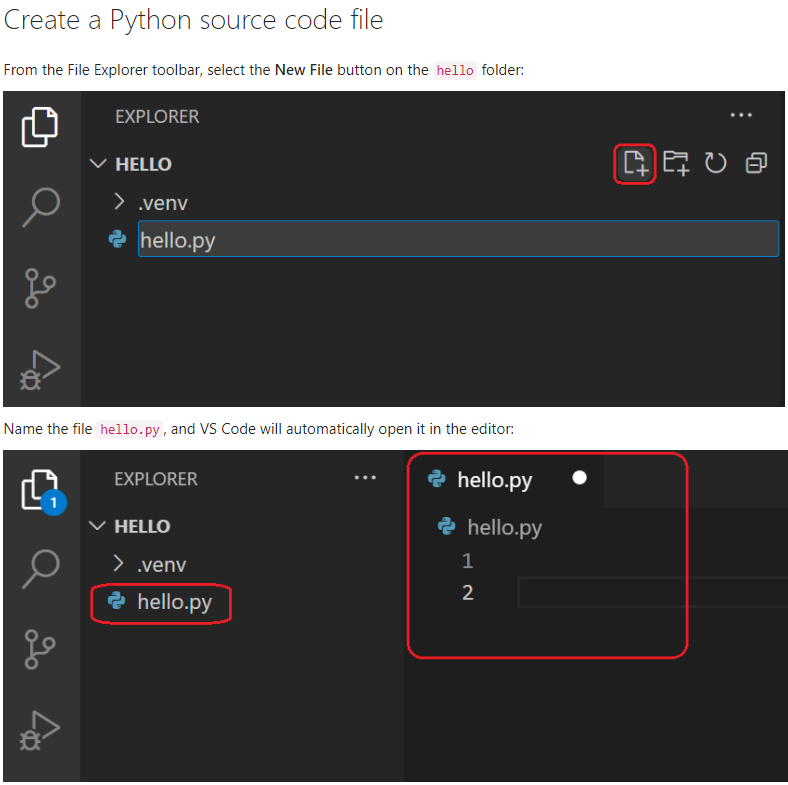 Create a Python source code file
From the File Explorer toolbar, select the New File button on the hello folder:
EXPLORER
HELLO
.venv
hello.py
Name the file hello.py, and VS Code will automatically open it in the editor:
1
EXPLORER
HELLO
.venv
hello.py
hello.py
hello.py
1
2